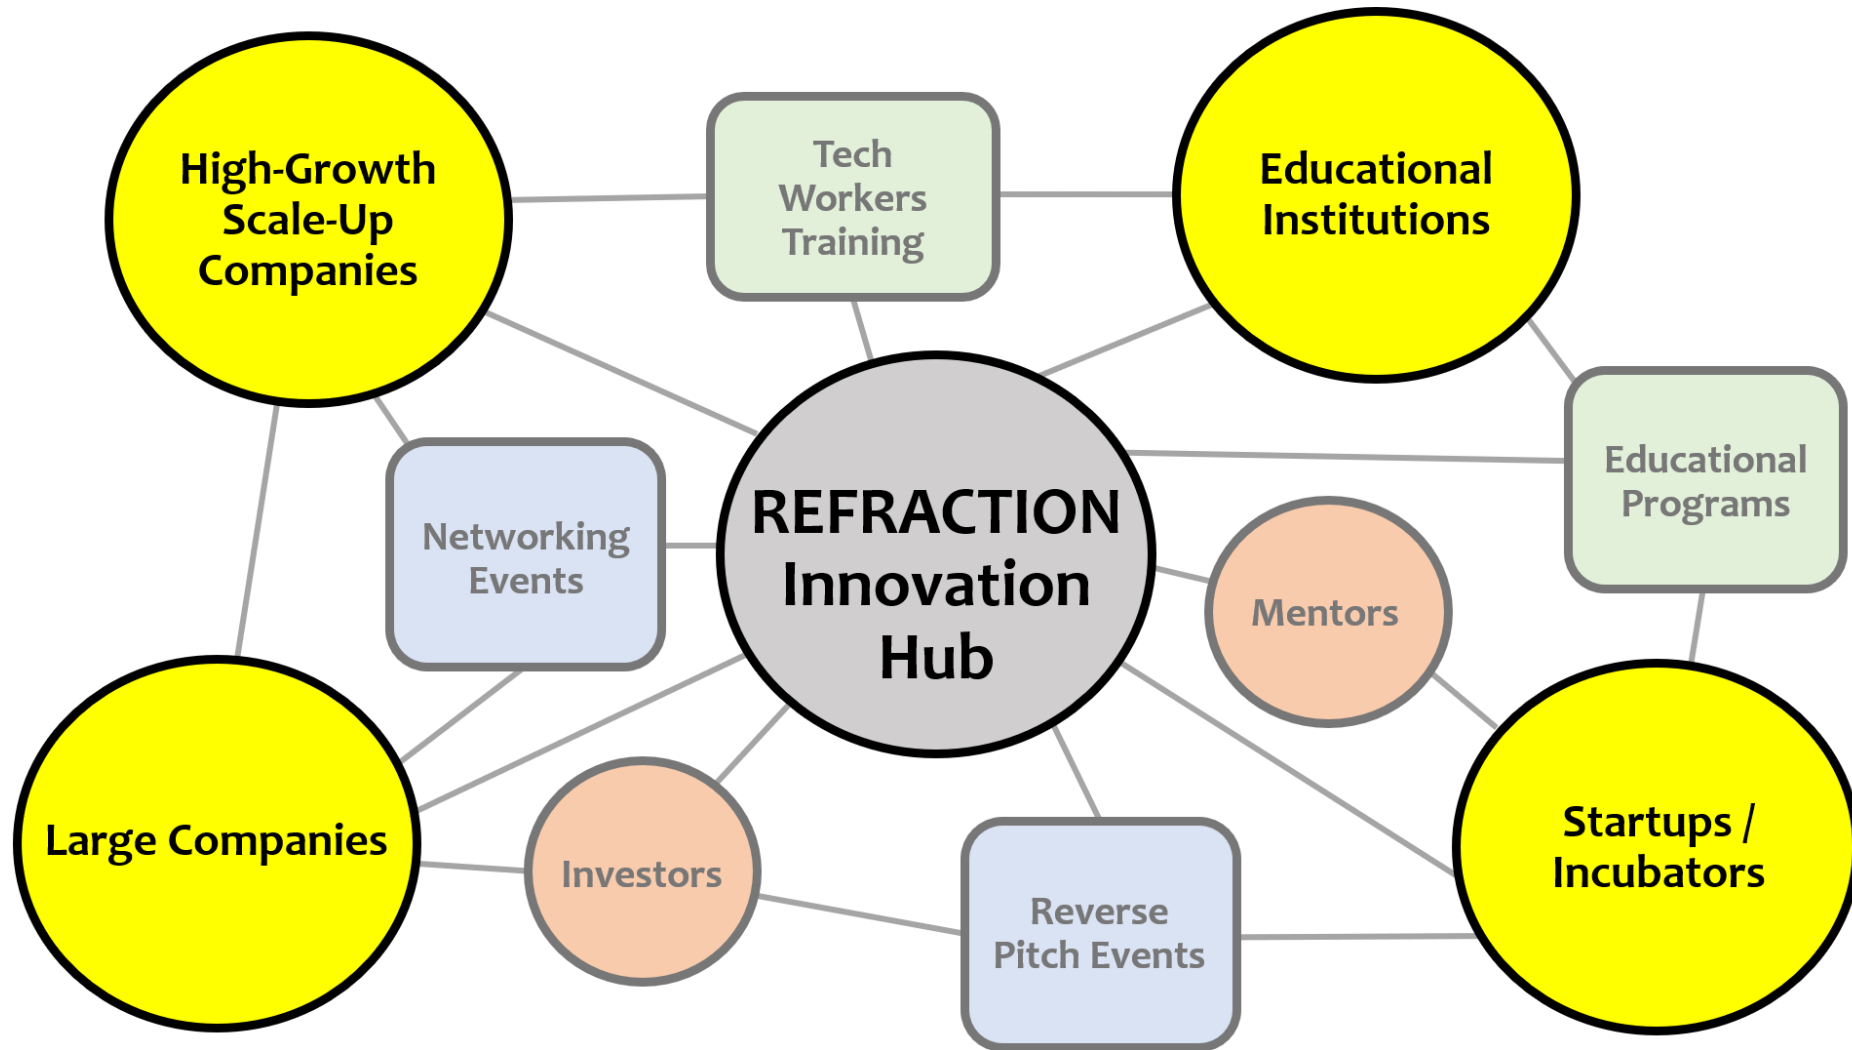 High-Growth
Scale-Up
Companies
Tech
Workers
Training
Educational
Institutions
Networking
Events
REFRACTION
Innovation
Hub
Educational
Programs
Mentors
Large Companies
Investors
Reverse
Pitch Events
Startups /
Incubators